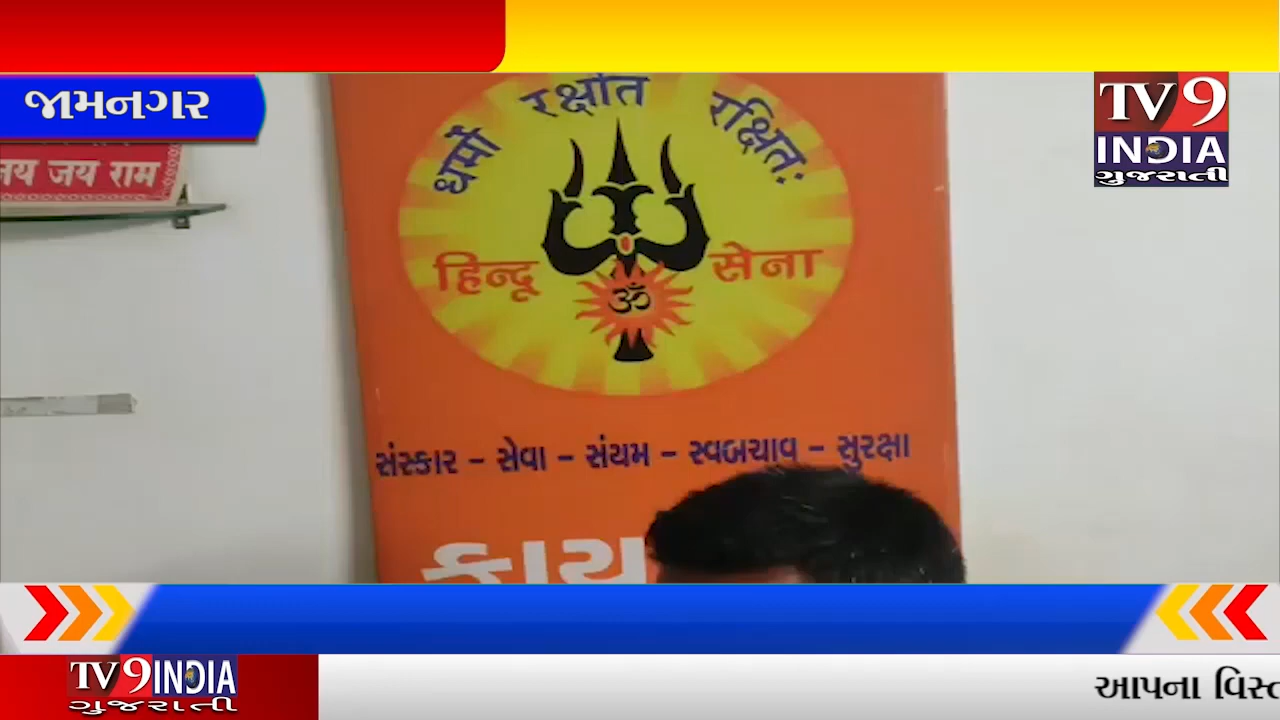 જામનગર
TV9
INDIA
ગુજરાતી
जय जय राम
धर्मो रक्षति रक्षितः
हिन्दू सेना
ॐ
સંસ્કાર - સેવા - સંયમ - સ્વબચાવ - સુરક્ષા
TV9INDIA
ગુજરાતી
આપના